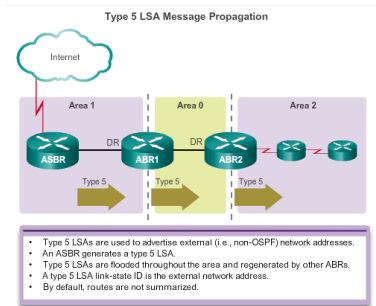 Type 5 LSA Message Propagation
Internet
Area 1
Area 0
Area 2
DR
DR
ASBR
ABR1
ABR2
Type 5
Type 5
Type 5
• Type 5 LSAs are used to advertise external (i.e., non-OSPF) network addresses.
• An ASBR generates a type 5 LSA.
• Type 5 LSAs are flooded throughout the area and regenerated by other ABRs.
• A type 5 LSA link-state ID is the external network address.
• By default, routes are not summarized.